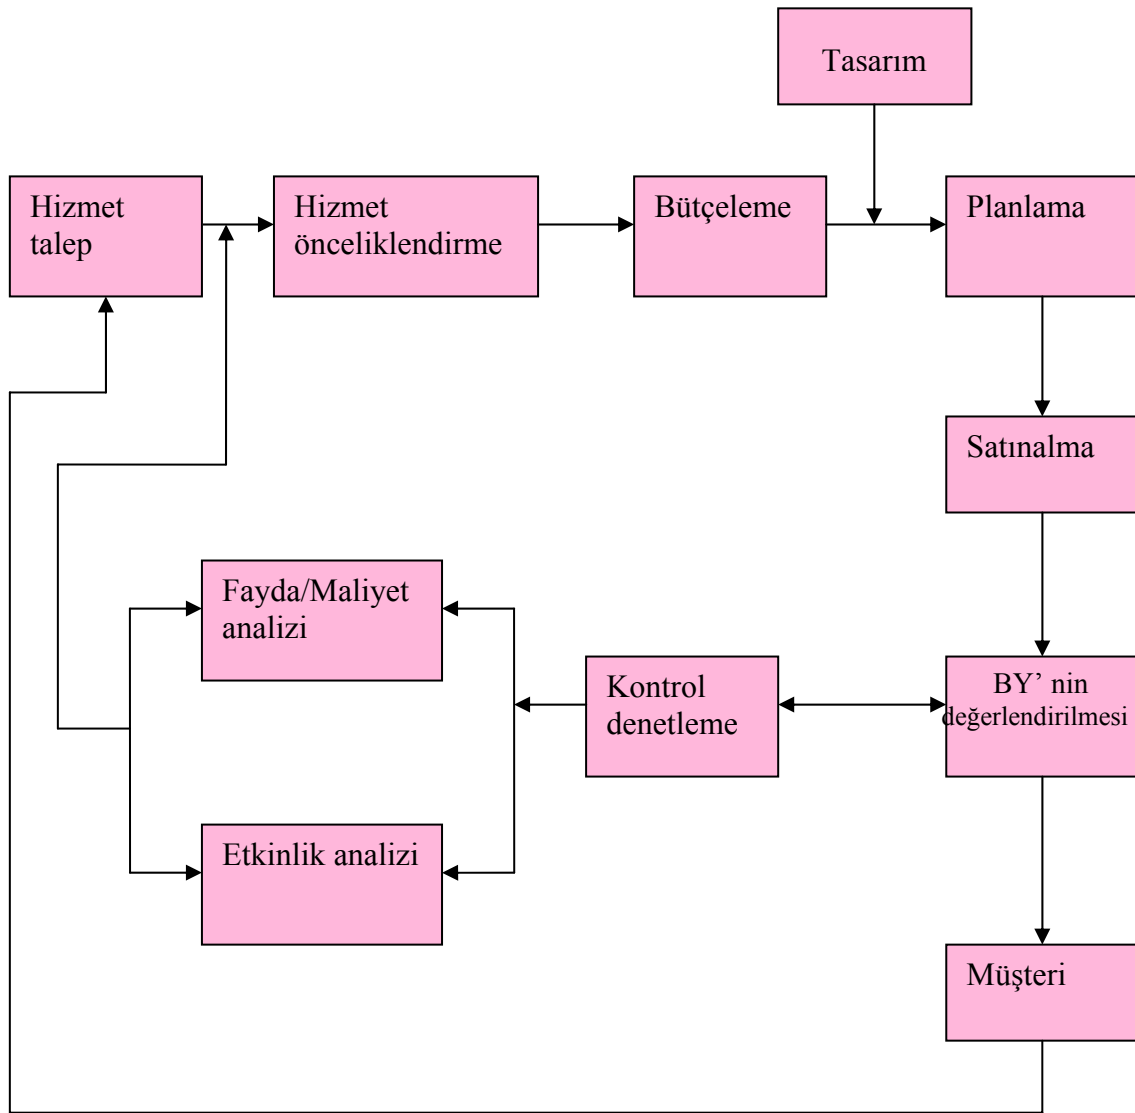 Tasarım
Hizmet
talep
Hizmet
önceliklendirme
Bütçeleme
Planlama
Satınalma
Fayda/Maliyet
analizi
Kontrol
denetleme
BY’ nin
değerlendirilmesi
Etkinlik analizi
Müşteri